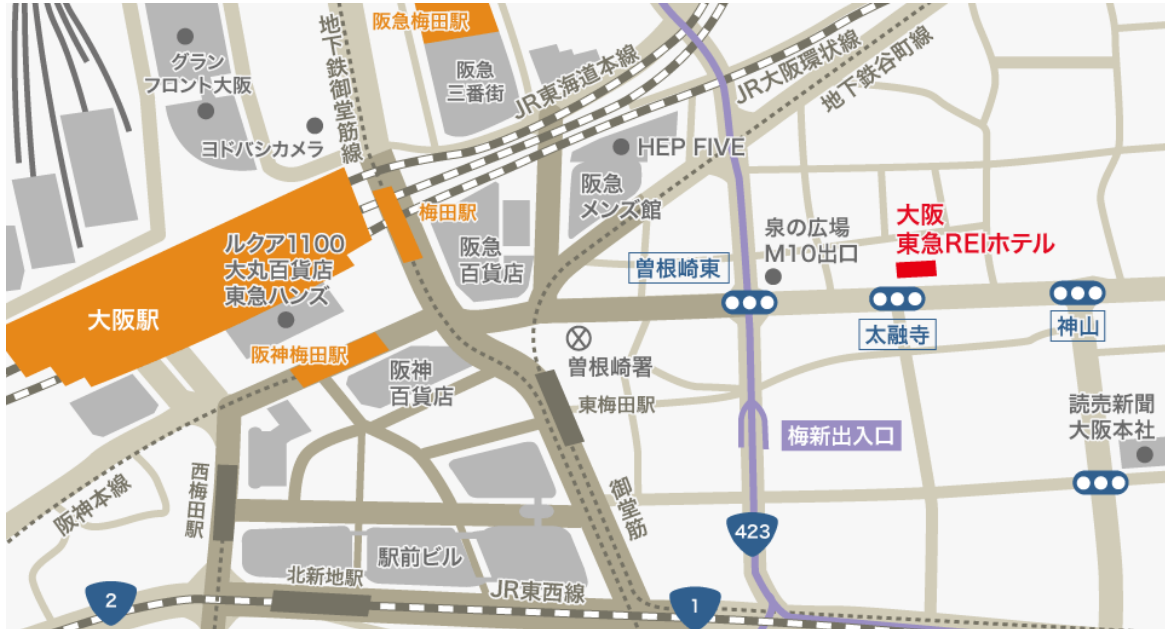 阪急梅田駅
グラン
フロント大阪
地下鉄御堂筋線
阪急
三番街
JR東海道本線
JR大阪環状線
地下鉄谷町線
ヨドバシカメラ
HEP FIVE
阪急
メンズ館
梅田駅
ルクア1100
大丸百貨店
東急ハンズ
阪急
百貨店
泉の広場
M10出口
大阪
東急REIホテル
曽根崎東
大阪駅
太融寺
神山
阪神梅田駅
曽根崎署
阪神
百貨店
東梅田駅
読売新聞
大阪本社
梅新出入口
阪神本線
西梅田駅
御堂筋
423
駅前ビル
北新地駅
JR東西線
2
1